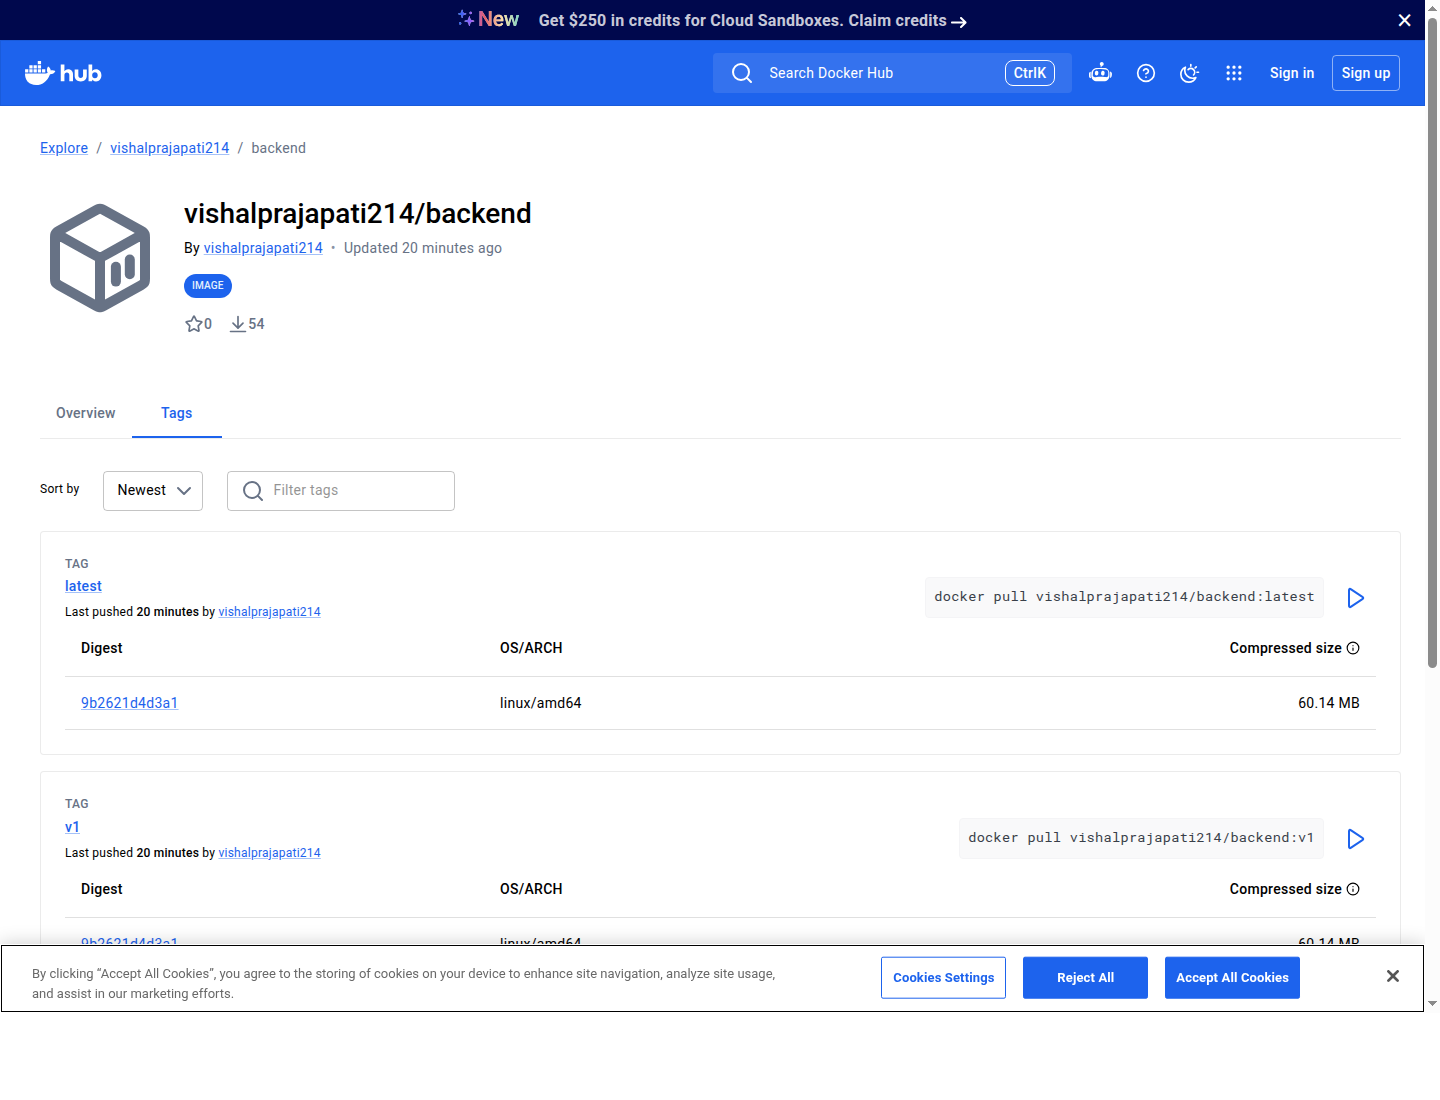 New Get $250 in credits for Cloud Sandboxes. Claim credits
hub Search Docker Hub CtrlK Sign in Sign up
Explore / vishalprajapati214 / backend
vishalprajapati214/backend
By vishalprajapati214 • Updated 20 minutes ago
IMAGE
0 54
Overview Tags
Sort by Newest Filter tags
TAG
latest
docker pull vishalprajapati214/backend:latest
Last pushed 20 minutes by vishalprajapati214
Digest OS/ARCH Compressed size
9b2621d4d3a1 linux/amd64 60.14 MB
TAG
v1
docker pull vishalprajapati214/backend:v1
Last pushed 20 minutes by vishalprajapati214
Digest OS/ARCH Compressed size
9b2621d4d3a1 linux/amd64 60.14 MB
By clicking “Accept All Cookies”, you agree to the storing of cookies on your device to enhance site navigation, analyze site usage,
and assist in our marketing efforts.
Cookies Settings Reject All Accept All Cookies